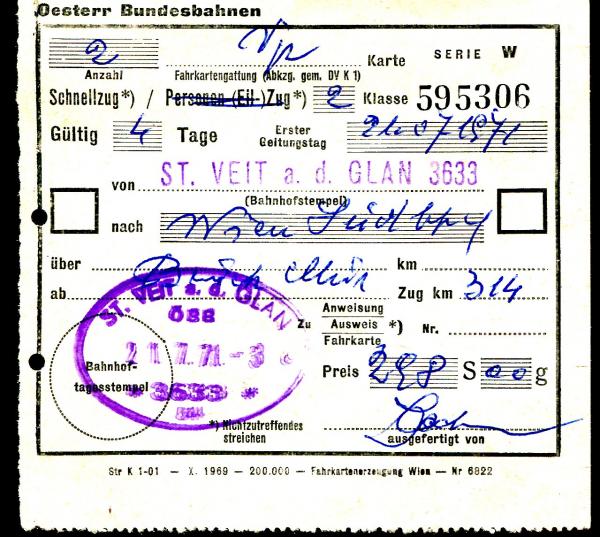 Oesterr Bundesbahnen
2 Vp Karte SERIE W
Anzahl Fahrkartengattung (Abkzg. gem. DV K 1)
Schnellzug*) / Personen (Eil-)Zug*) 2 Klasse 595306
Gültig 4 Tage Erster Geltungstag 21.07.1971
von ST. VEIT a. d. GLAN 3633
(Bahnhofstempel)
nach Wien Südbhf
über Bruck Mur km
ab Zug km 314
ST. VEIT a. d. GLAN
ÖBB
21.7.71-3
* 3633 *
Bahnhof-
tagesstempel
Zu Anweisung
Ausweis *) Nr.
Fahrkarte
Preis 298 S 00 g
*) Nichtzutreffendes
streichen
ausgefertigt von
Str K 1-01 — X. 1969 — 200.000 — Fahrkartenerzeugung Wien — Nr 6822